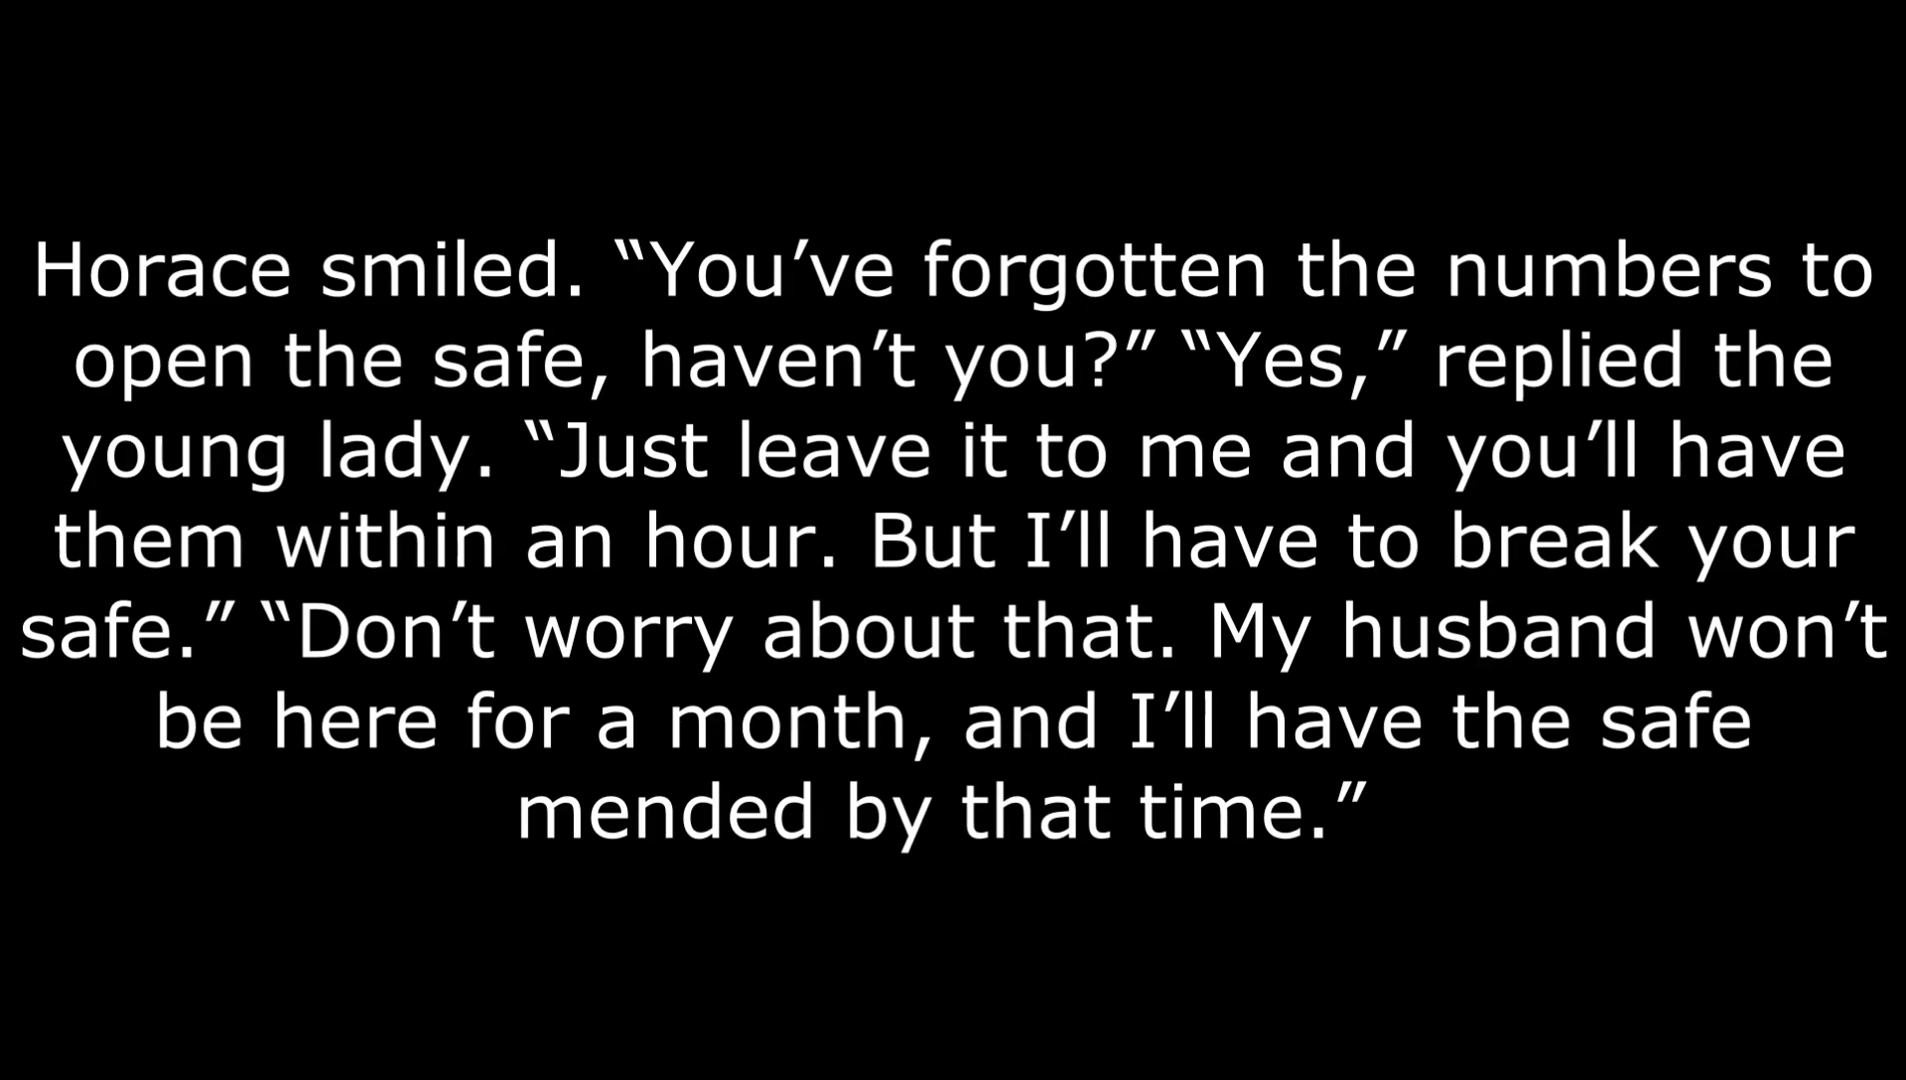 Horace smiled. “You’ve forgotten the numbers to
open the safe, haven’t you?” “Yes,” replied the
young lady. “Just leave it to me and you’ll have
them within an hour. But I’ll have to break your
safe.” “Don’t worry about that. My husband won’t
be here for a month, and I’ll have the safe
mended by that time.”